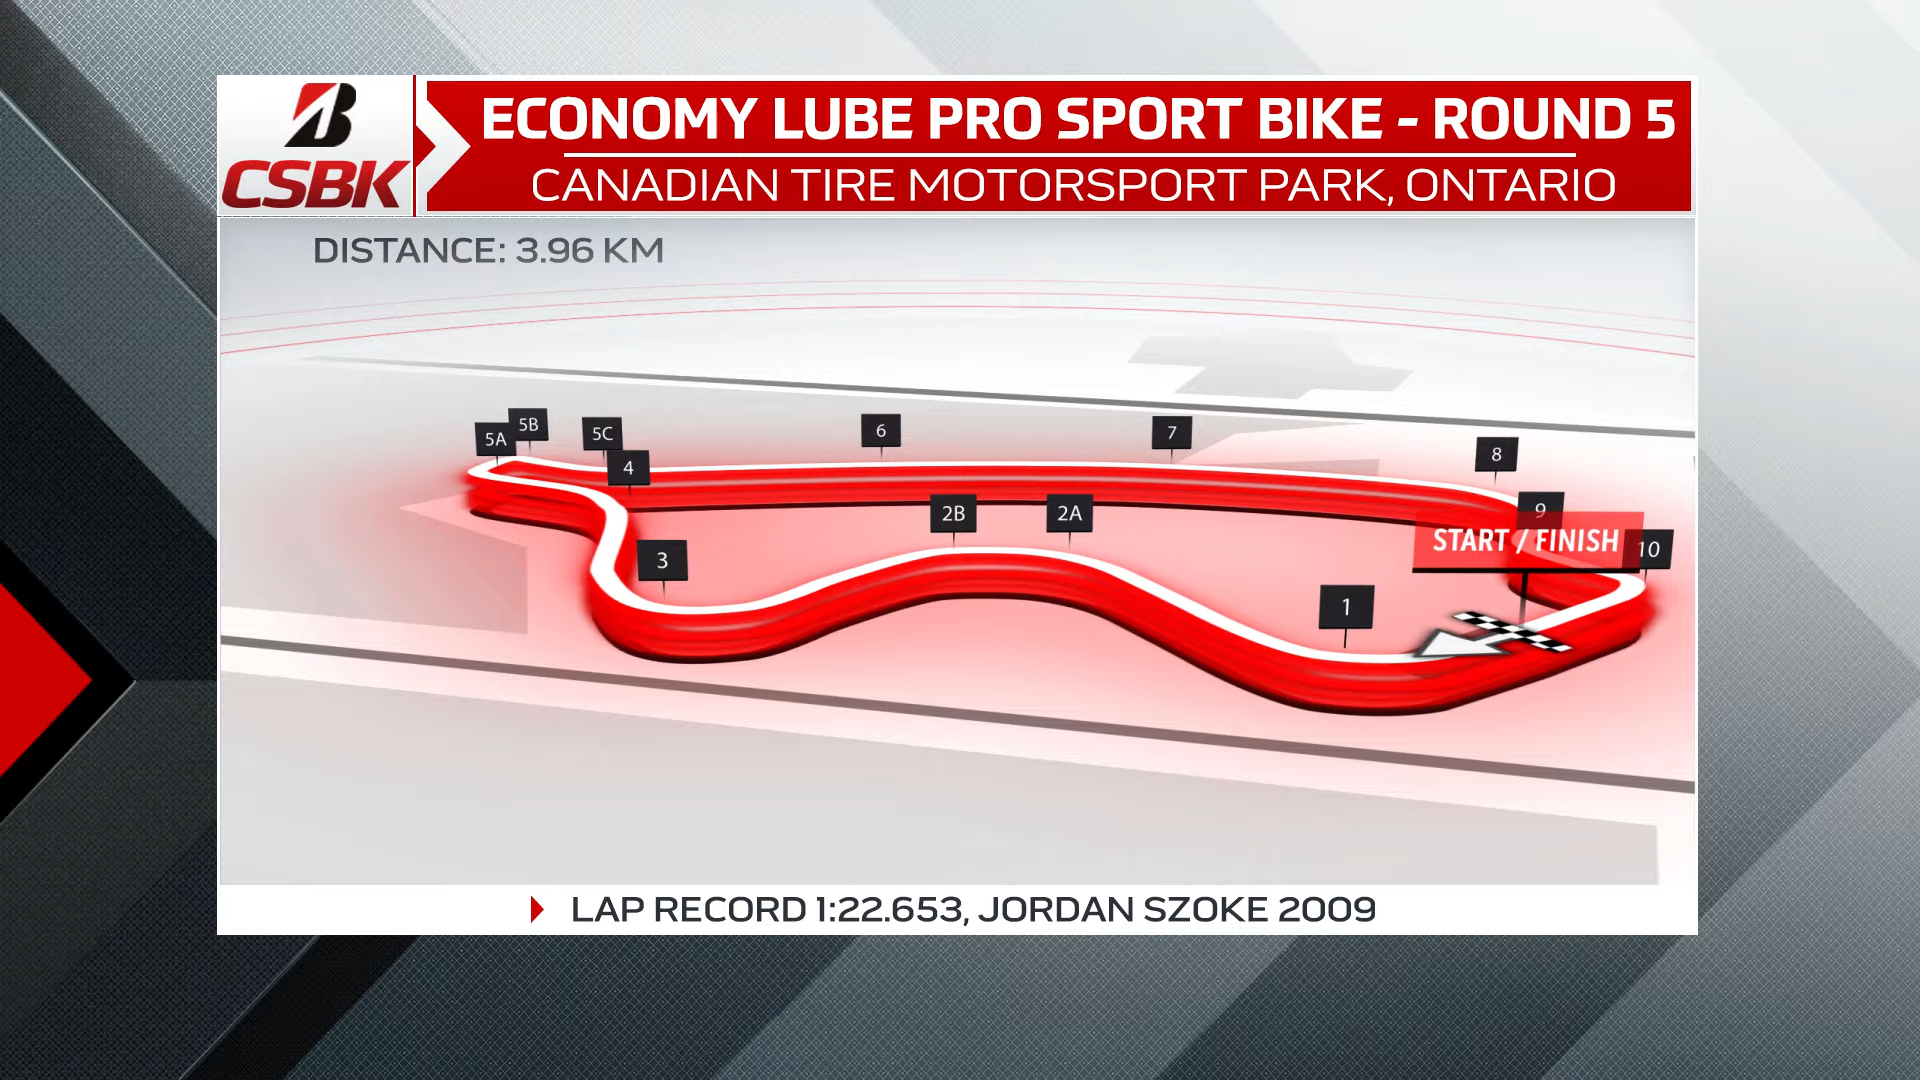 ECONOMY LUBE PRO SPORT BIKE - ROUND 5
CSBK
CANADIAN TIRE MOTORSPORT PARK, ONTARIO
DISTANCE: 3.96 KM
5A
5B
5C
4
6
7
8
9
3
2B
2A
START / FINISH
10
1
LAP RECORD 1:22.653, JORDAN SZOKE 2009